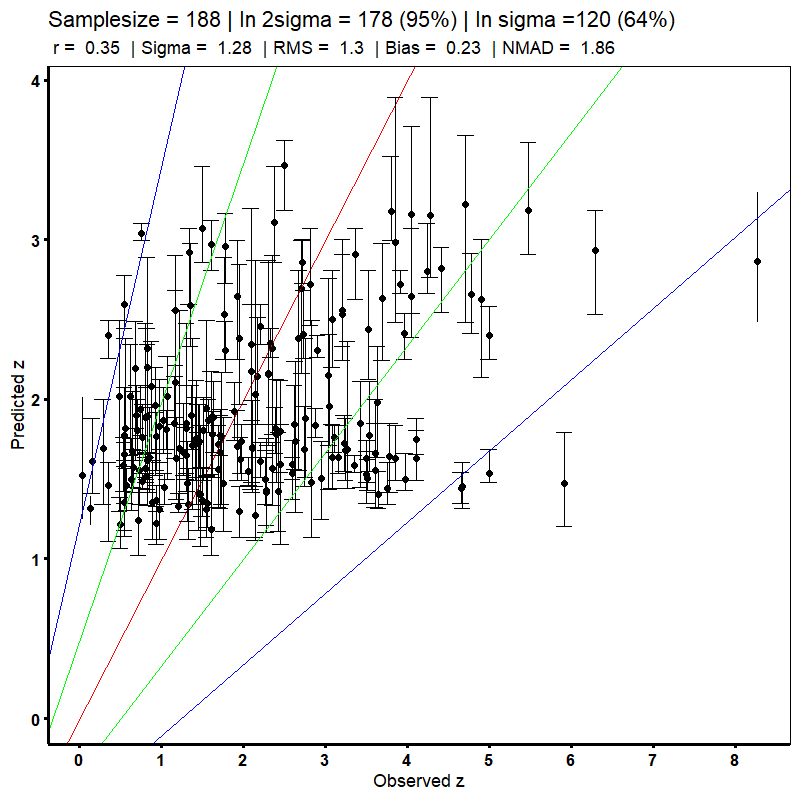 Samplesize = 188 | In 2sigma = 178 (95%) | In sigma =120 (64%)
r = 0.35 | Sigma = 1.28 | RMS = 1.3 | Bias = 0.23 | NMAD = 1.86
4
3
2
1
0
Predicted z
0 1 2 3 4 5 6 7 8
Observed z